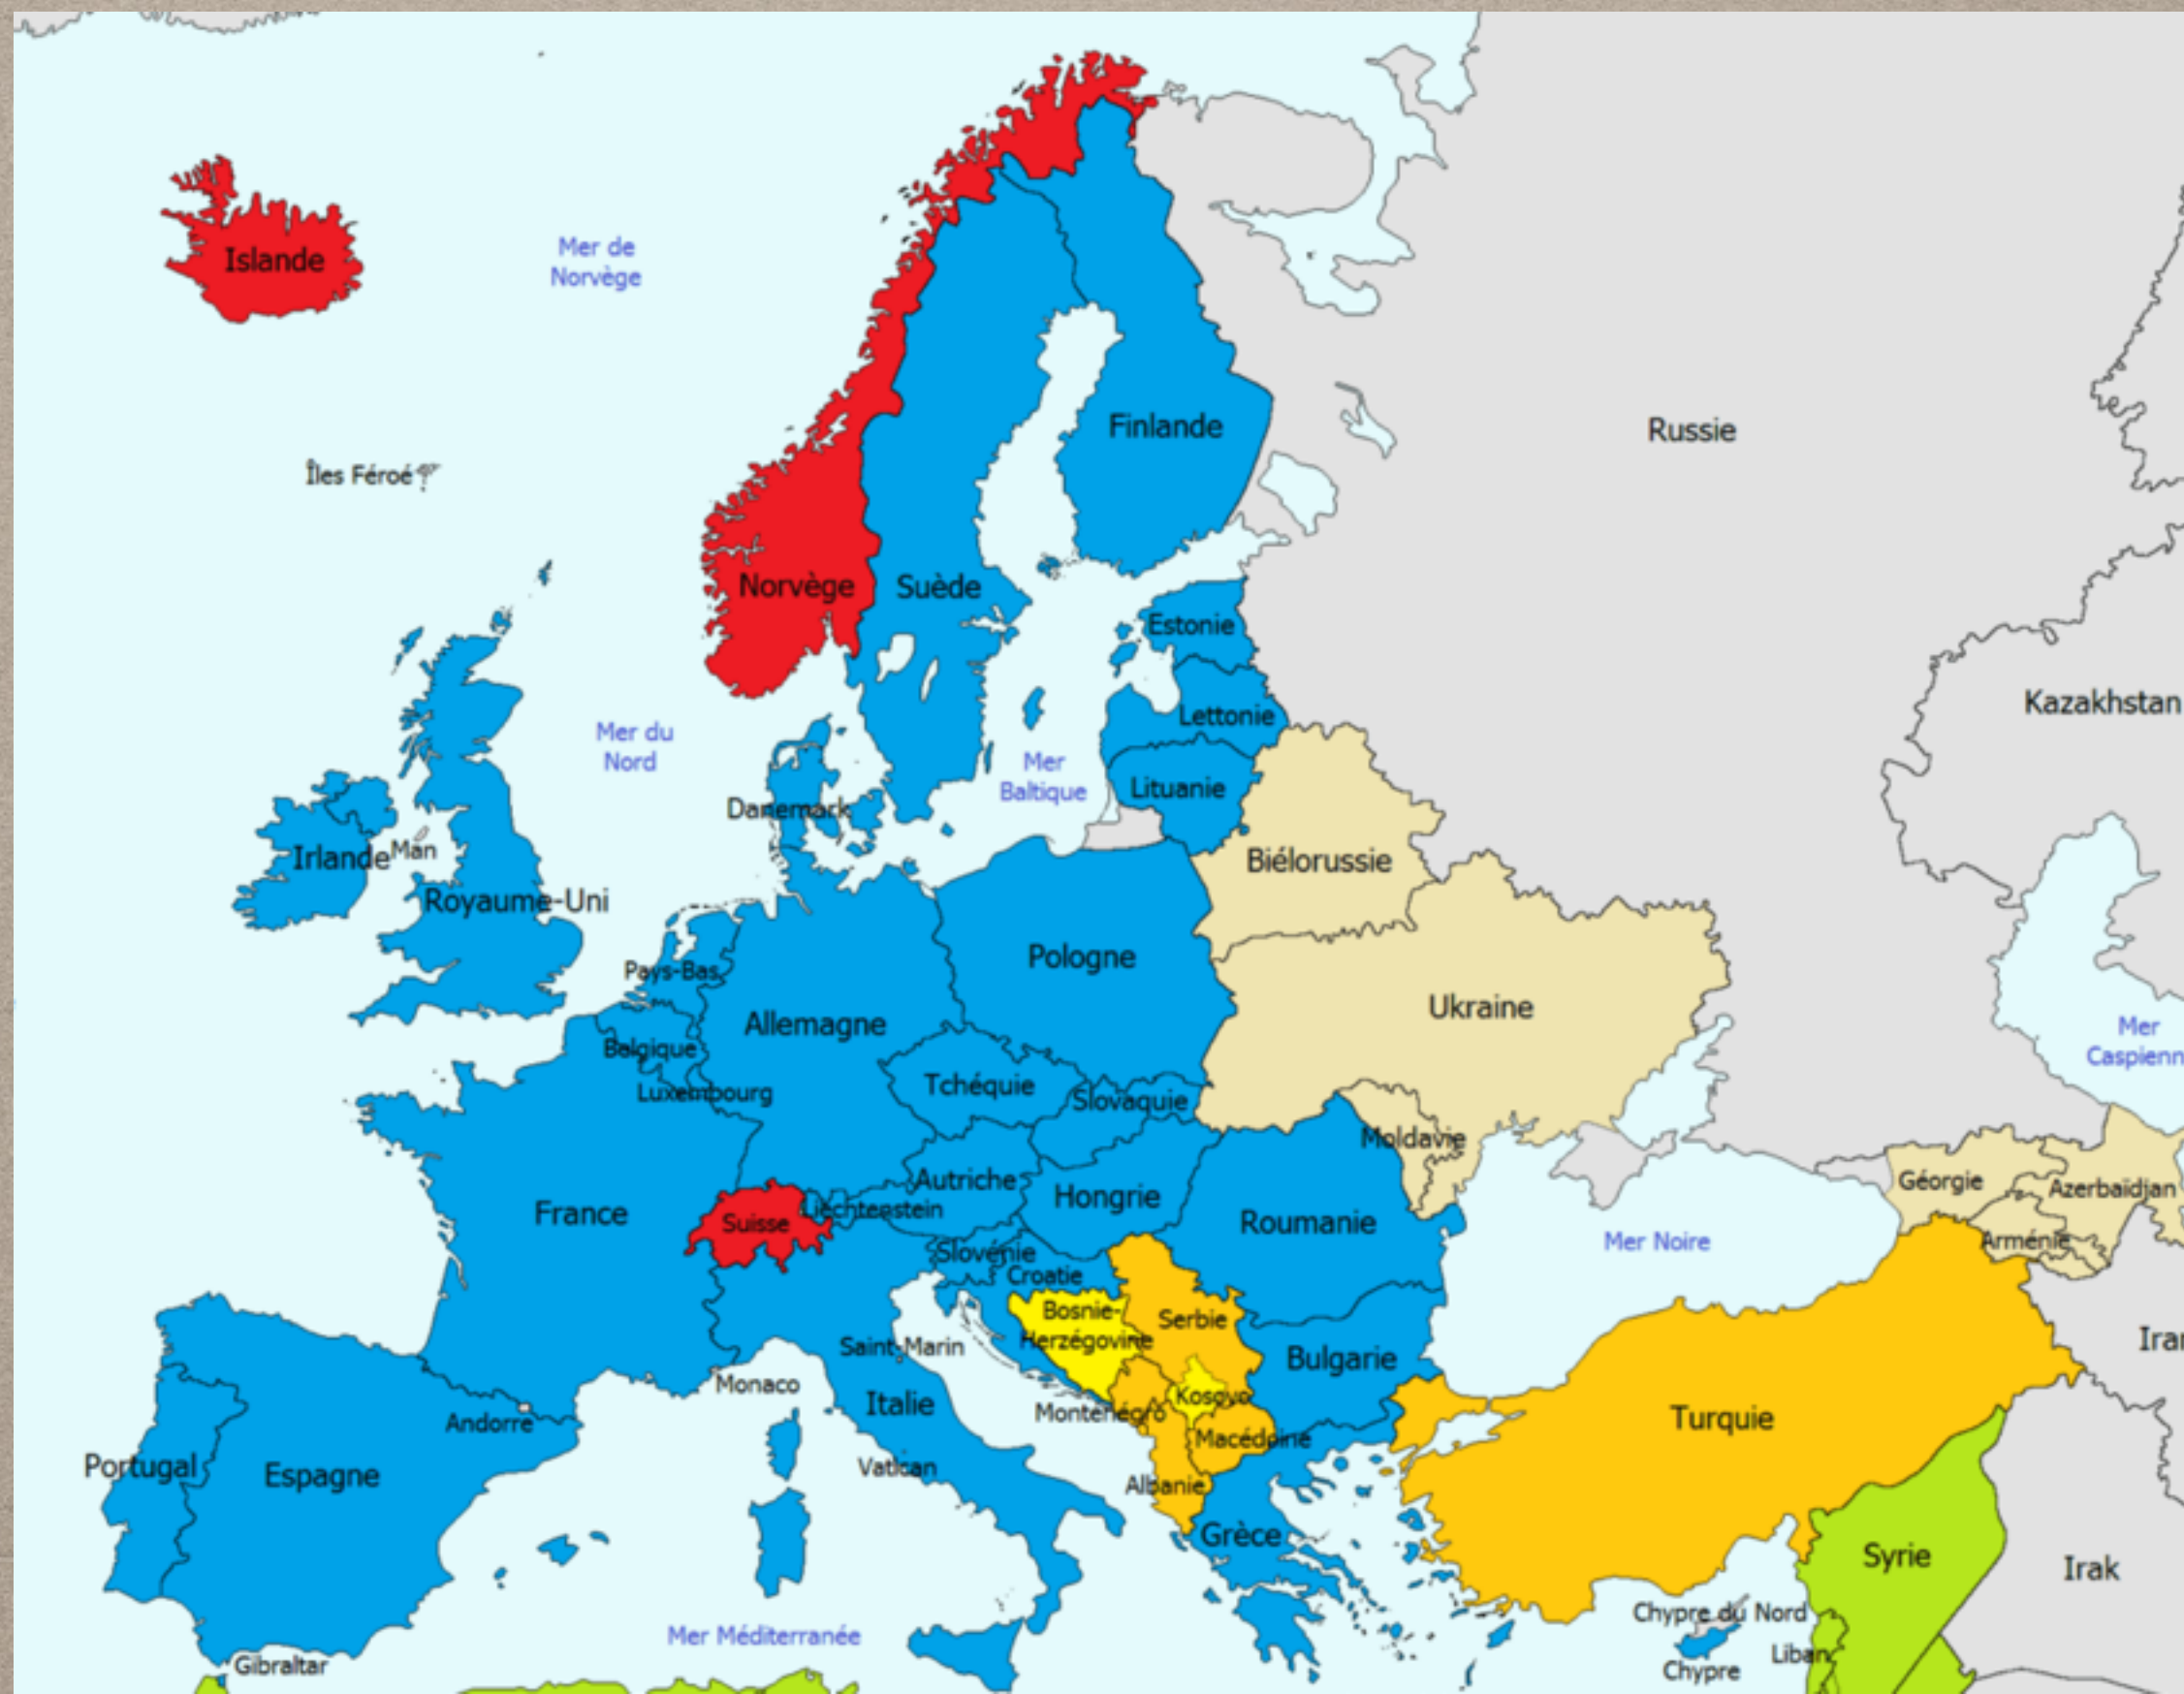 Islande
Mer de
Norvège
Finlande
Russie
Îles Féroé
Norvège
Suède
Estonie
Kazakhstan
Lettonie
Mer du
Nord
Mer
Baltique
Lituanie
Danemark
Man
Irlande
Biélorussie
Royaume-Uni
Pologne
Pays-Bas
Ukraine
Allemagne
Mer
Caspienn
Balgique
Tchéquie
Luxembourg
Slovaquie
Moldavie
Autriche
Géorgie
Azerbaïdjan
Hongrie
France
Suisse
Liechtenstein
Roumanie
Mer Noire
Arménie
Slovénie
Croatie
Bosnie-
Herzégovine
Serbie
Iran
Saint-Marin
Bulgarie
Monaco
Kosovo
Italie
Monténégro
Andorre
Turquie
Macédoine
Portugal
Espagne
Vatican
Albanie
Grèce
Syrie
Irak
Chypre du Nord
Mer Méditerranée
Liban
Gibraltar
Chypre